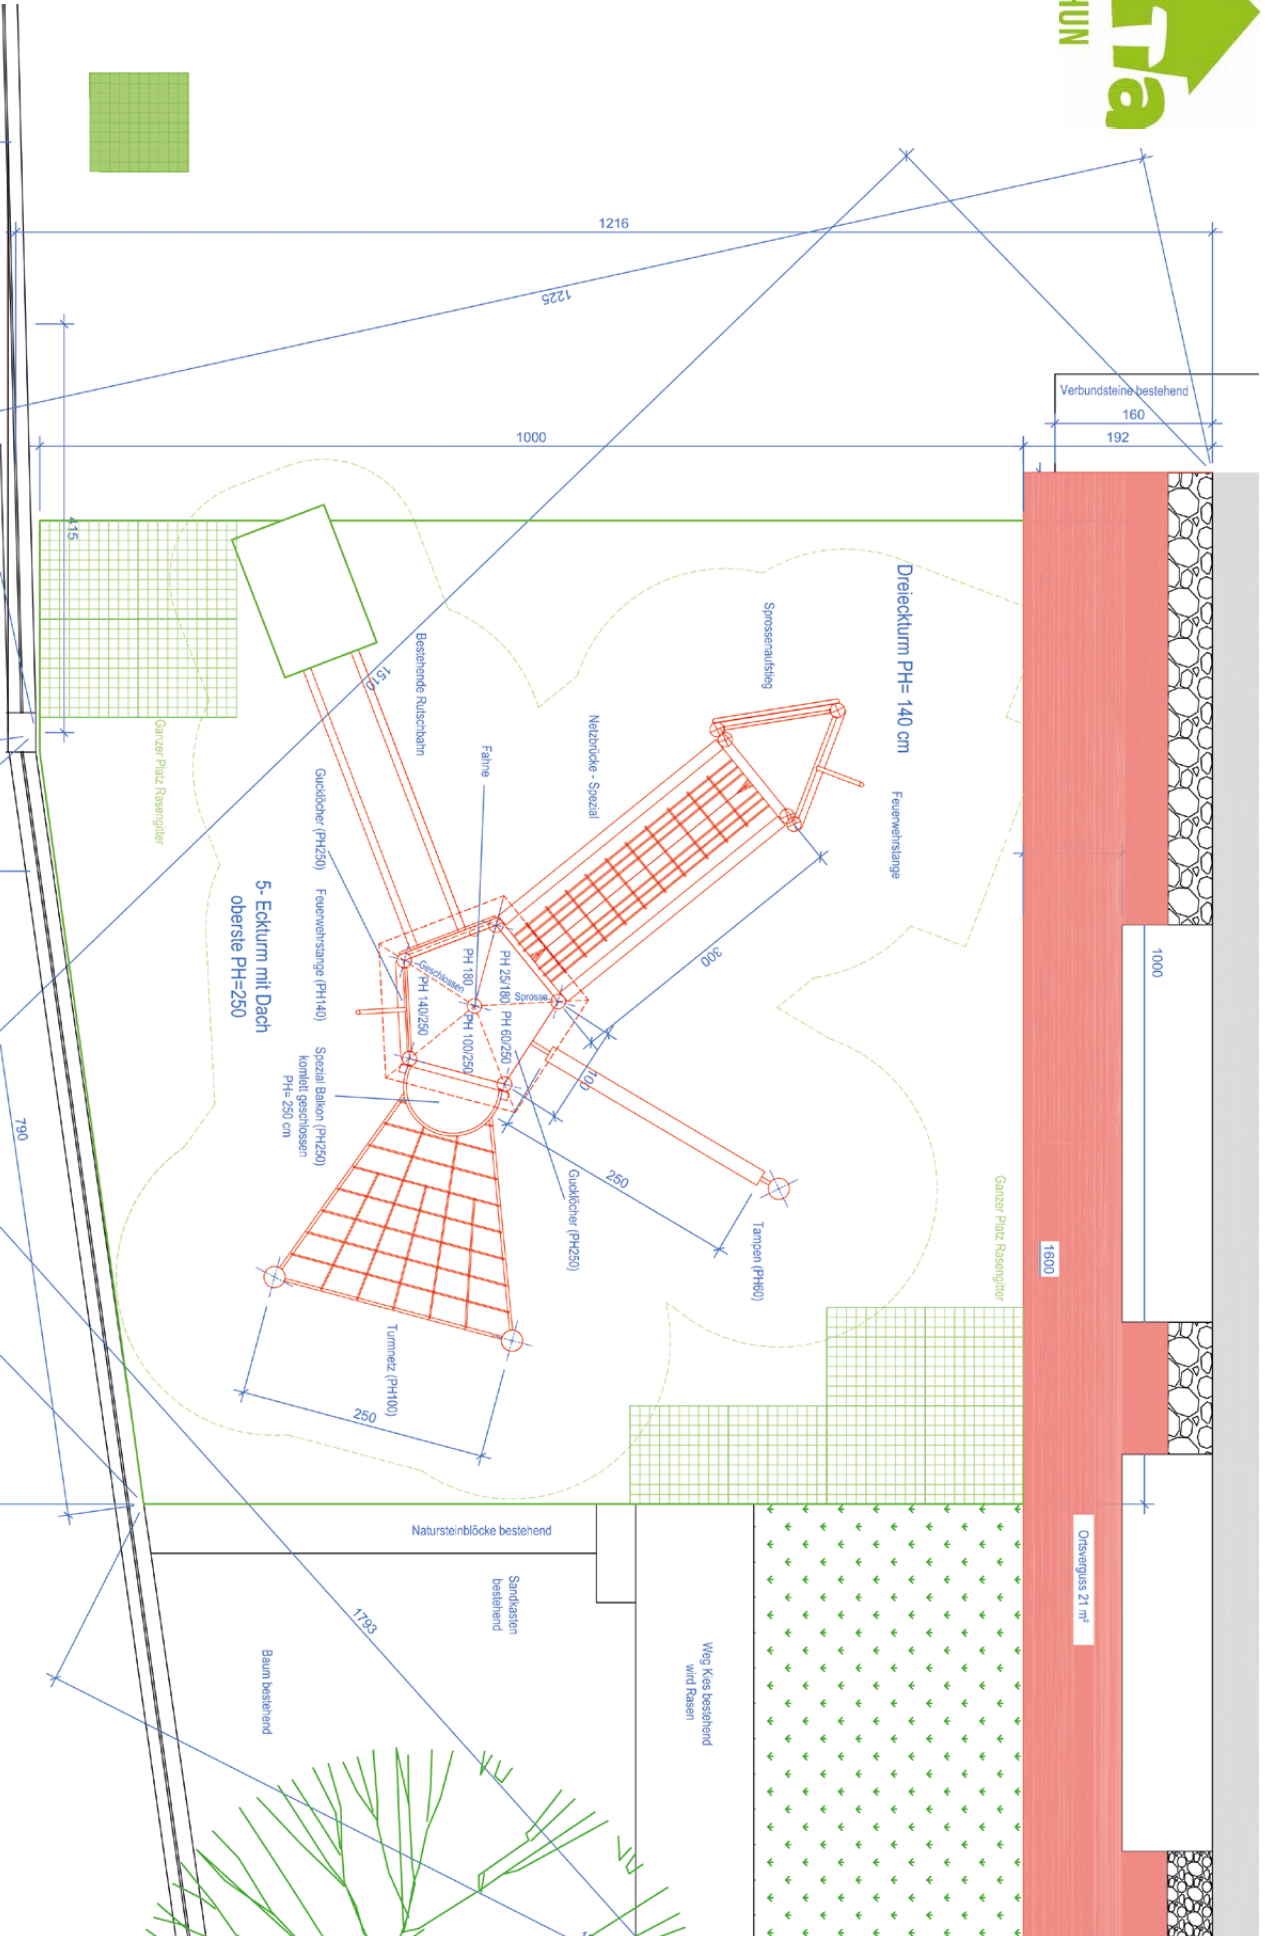 HUN
Ta
1216
1225
Verbundsteine bestehend
160
192
1000
415
Dreieckturm PH= 140 cm
Sprossenaufstieg
Bestehende Rutschbahn
1510
Netzbrücke - Spezial
Fahne
Ganzer Platz Rasengitter
Gucklöcher (PH250)
Feuerwehrstange
5- Eckturm mit Dach
oberste PH=250
Feuerwehrstange (PH140)
Geschlossen
PH 180
PH 25/180
Sprosse
PH 140/250
PH 100/250
PH 60/250
300
1000
100
Spezial Balkon (PH250)
komlett geschlossen
PH= 250 cm
790
250
Gucklöcher (PH250)
Tampen (PH60)
Ganzer Platz Rasengitter
1600
Turmnetz (PH100)
250
Natursteinblöcke bestehend
Ortsverguss 21 m²
Sandkasten
bestehend
1793
Baum bestehend
Weg Kies bestehend
wird Rasen